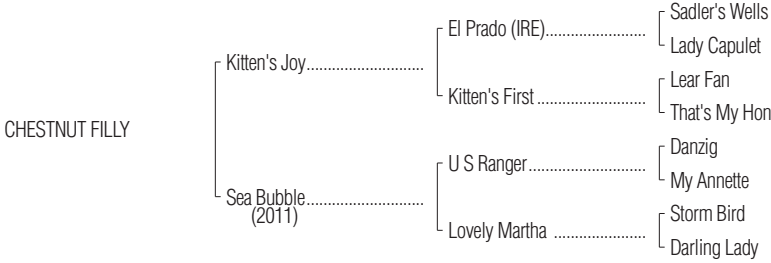 Sadler's Wells
El Prado (IRE)........................
Lady Capulet
Kitten's Joy............................
Lear Fan
Kitten's First ..........................
That's My Hon
CHESTNUT FILLY
Danzig
U S Ranger............................
My Annette
Sea Bubble............................
(2011)
Storm Bird
Lovely Martha ......................
Darling Lady